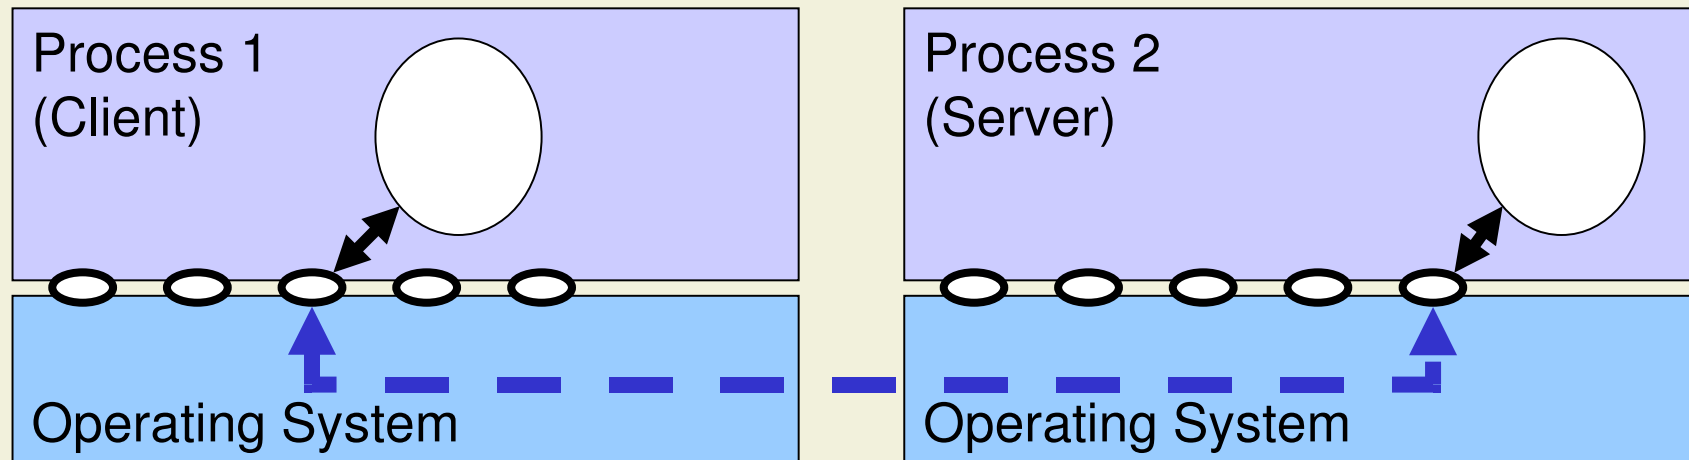 Process 1
(Client)
Process 2
(Server)
Operating System
Operating System